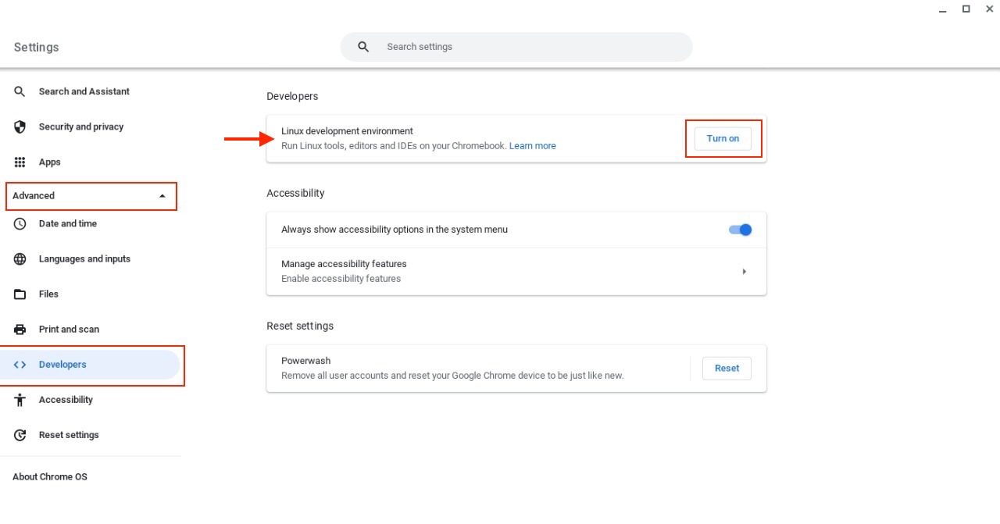 Settings
Search settings
Search and Assistant
Security and privacy
Apps
Advanced
Date and time
Languages and inputs
Files
Print and scan
Developers
Accessibility
Reset settings
About Chrome OS
Developers
Linux development environment
Run Linux tools, editors and IDEs on your Chromebook. Learn more
Turn on
Accessibility
Always show accessibility options in the system menu
Manage accessibility features
Enable accessibility features
Reset settings
Powerwash
Remove all user accounts and reset your Google Chrome device to be just like new.
Reset